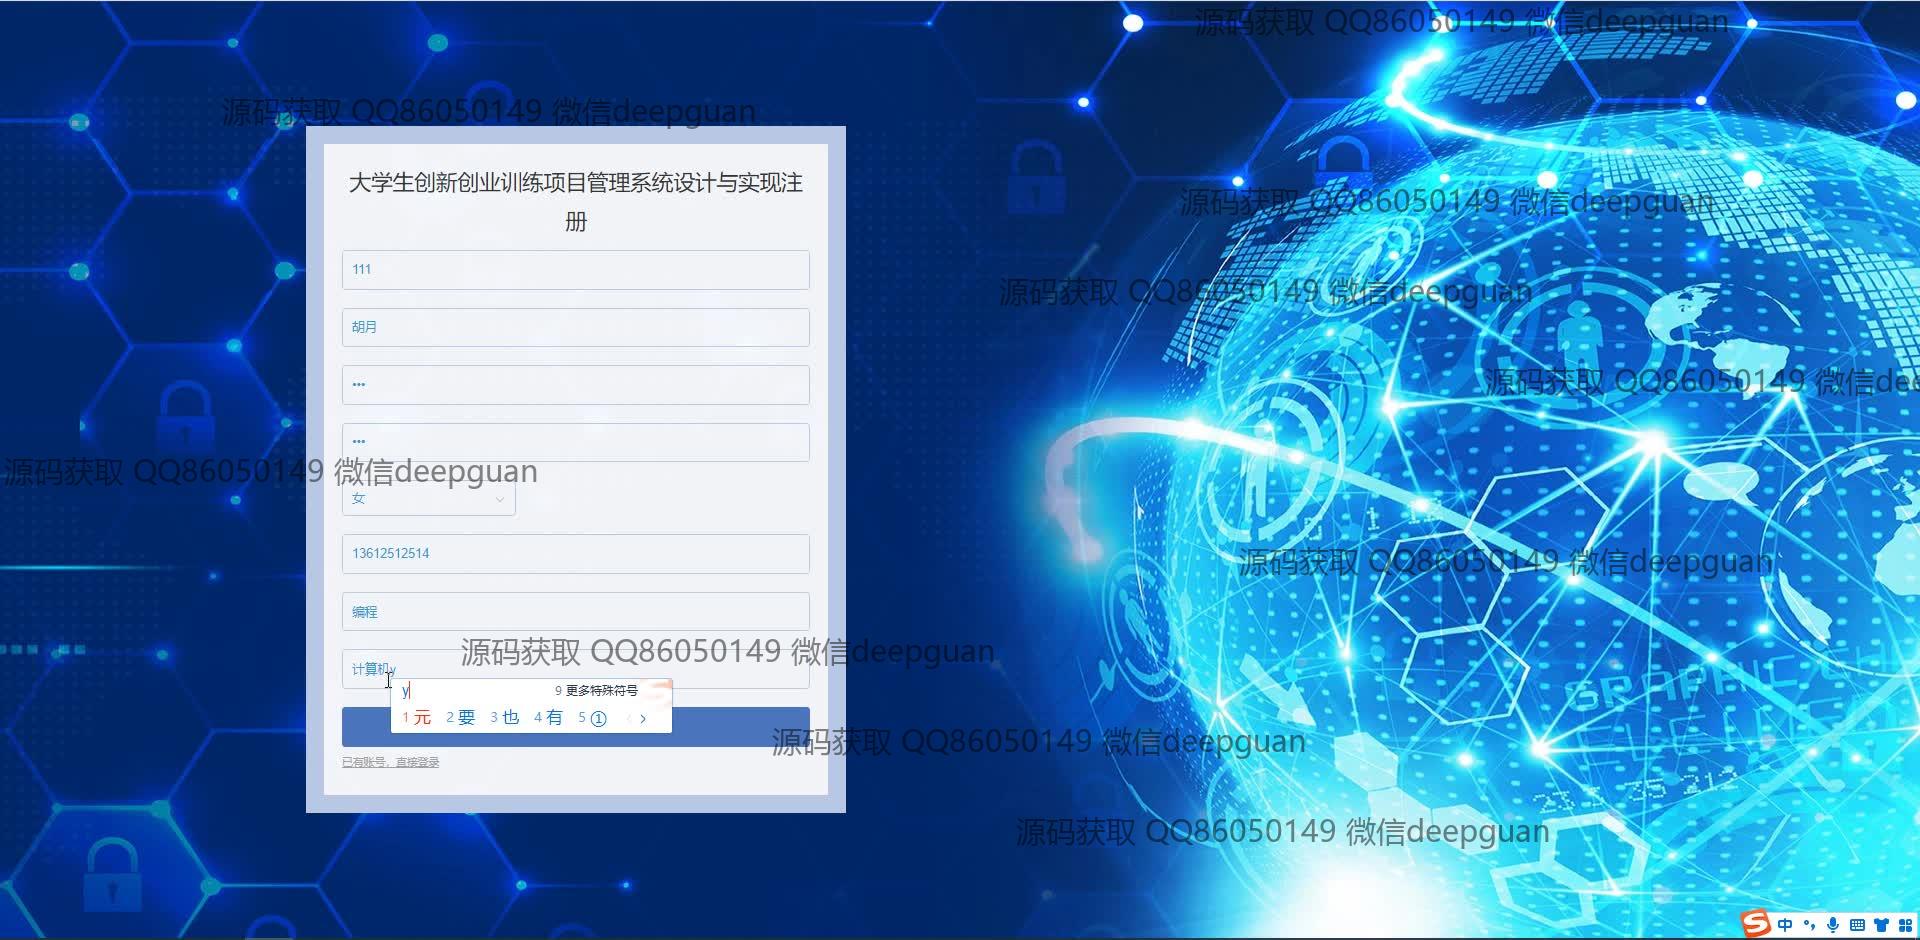 源码获取 QQ86050149 微信deepguan
源码获取 QQ86050149 微信deepguan
大学生创新创业训练项目管理系统设计与实现注
册
源码获取 QQ86050149 微信deepguan
111
源码获取 QQ86050149 微信deepguan
胡月
•••
源码获取 QQ86050149 微信dee
•••
源码获取 QQ86050149 微信deepguan
女
13612512514
源码获取 QQ86050149 微信deepguan
编程
源码获取 QQ86050149 微信deepguan
计算机y
y 9 更多特殊符号
1 元 2 要 3 也 4 有 5 ①
源码获取 QQ86050149 微信deepguan
已有账号，直接登录
源码获取 QQ86050149 微信deepguan
中